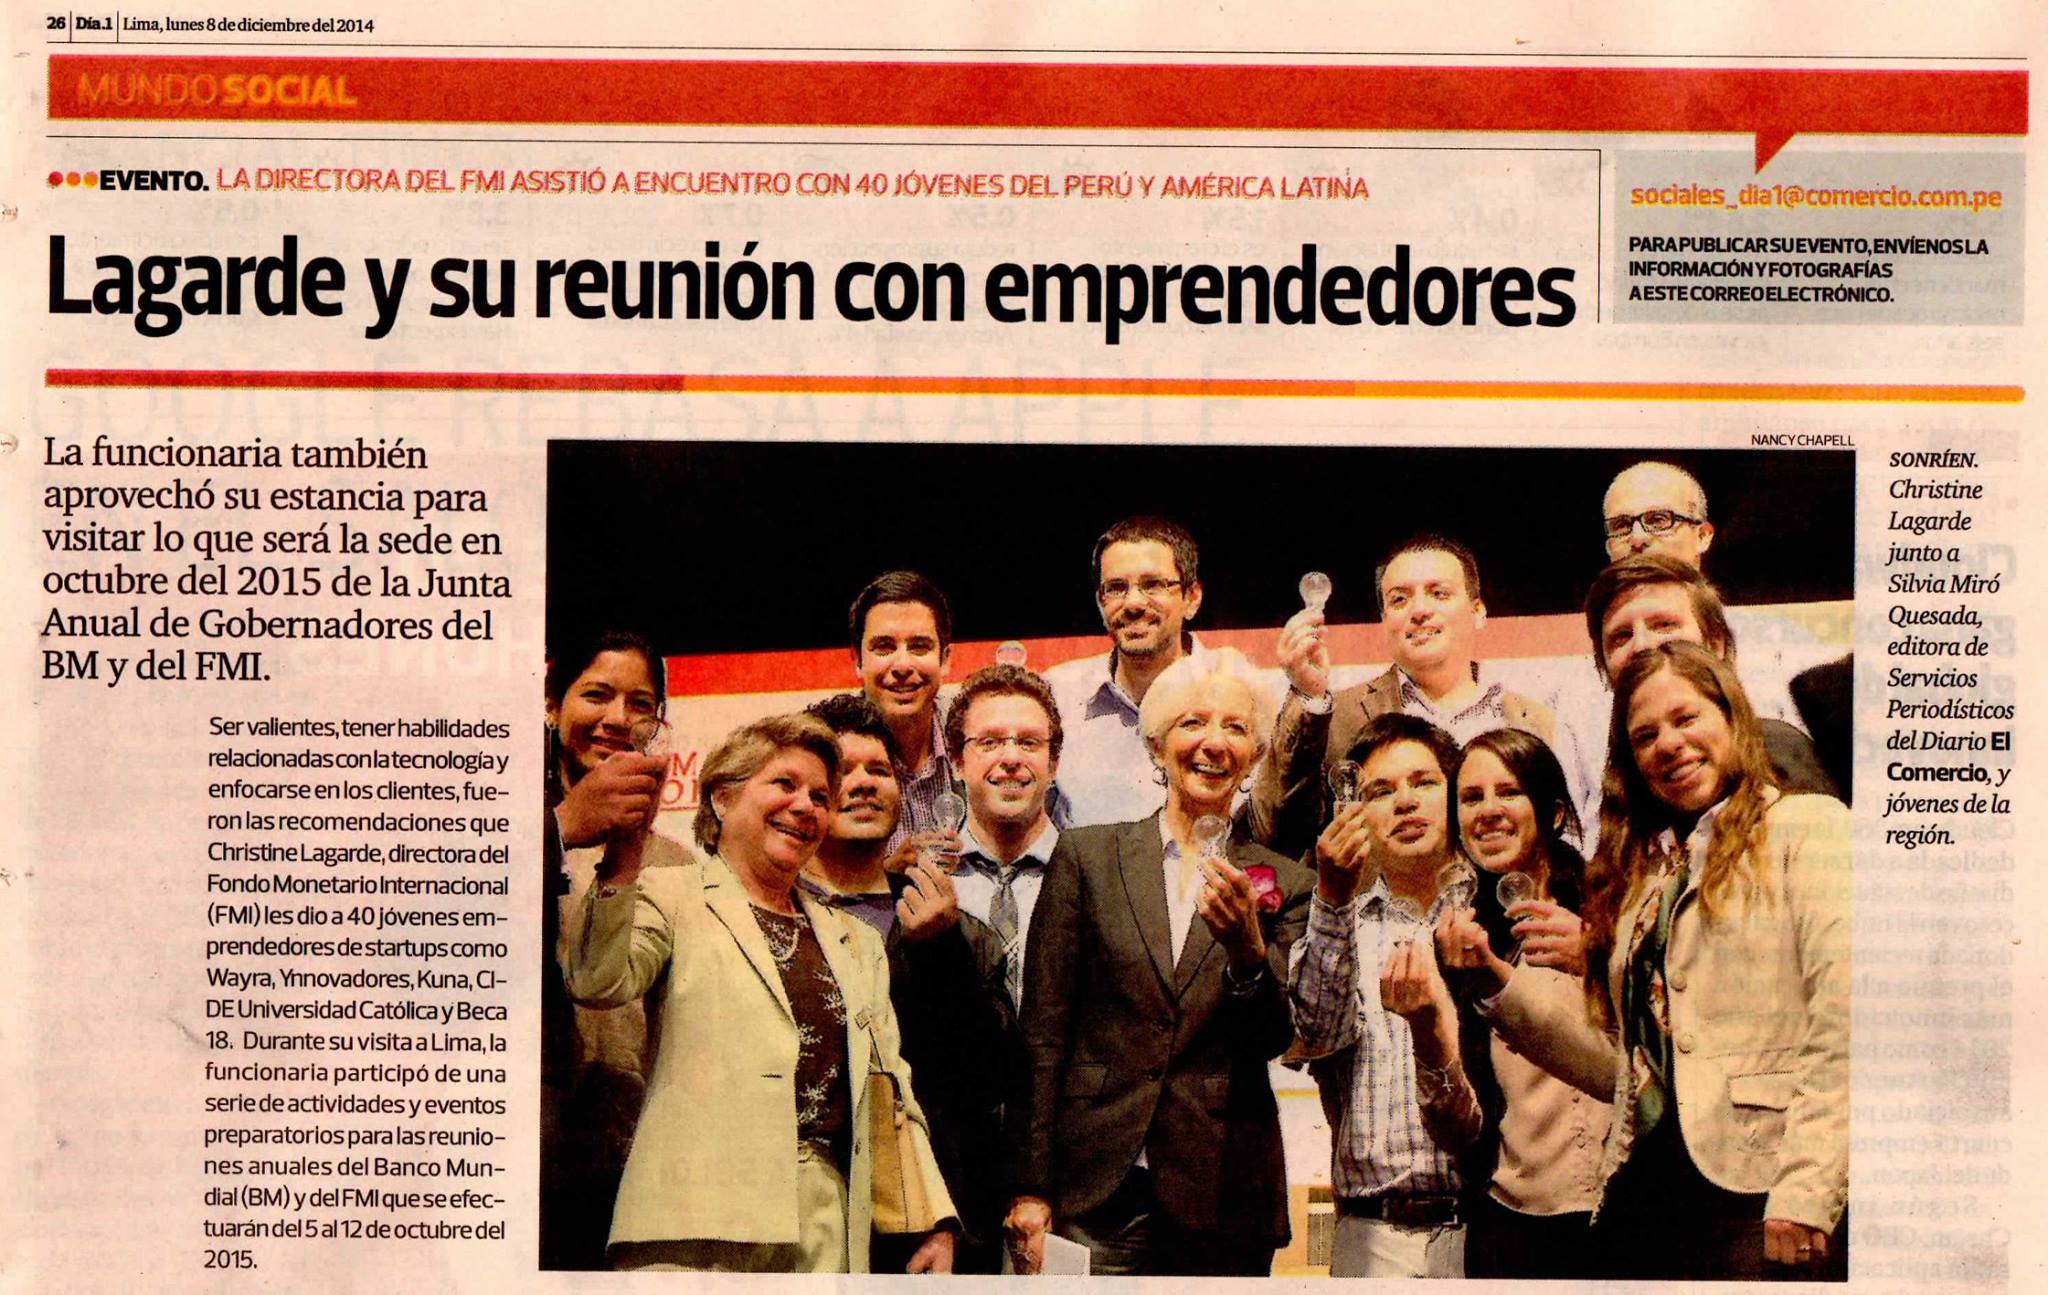 26 | Día.1 | Lima, lunes 8 de diciembre del 2014
MUNDO SOCIAL
EVENTO. LA DIRECTORA DEL FMI ASISTIÓ A ENCUENTRO CON 40 JÓVENES DEL PERÚ Y AMÉRICA LATINA
Lagarde y su reunión con emprendedores
sociales_dia1@comercio.com.pe
PARA PUBLICAR SU EVENTO, ENVÍENOS LA
INFORMACIÓN Y FOTOGRAFÍAS
A ESTE CORREO ELECTRÓNICO.
La funcionaria también
aprovechó su estancia para
visitar lo que será la sede en
octubre del 2015 de la Junta
Anual de Gobernadores del
BM y del FMI.
Ser valientes, tener habilidades
relacionadas con la tecnología y
enfocarse en los clientes, fue-
ron las recomendaciones que
Christine Lagarde, directora del
Fondo Monetario Internacional
(FMI) les dio a 40 jóvenes em-
prendedores de startups como
Wayra, Ynnovadores, Kuna, CI-
DE Universidad Católica y Beca
18. Durante su visita a Lima, la
funcionaria participó de una
serie de actividades y eventos
preparatorios para las reunio-
nes anuales del Banco Mun-
dial (BM) y del FMI que se efec-
tuarán del 5 al 12 de octubre del
2015.
NANCY CHAPELL
SONRÍEN.
Christine
Lagarde
junto a
Silvia Miró
Quesada,
editora de
Servicios
Periodísticos
del Diario El
Comercio, y
jóvenes de la
región.